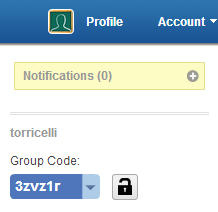 Profile Account
Notifications (0)
torricelli
Group Code:
3zvz1r